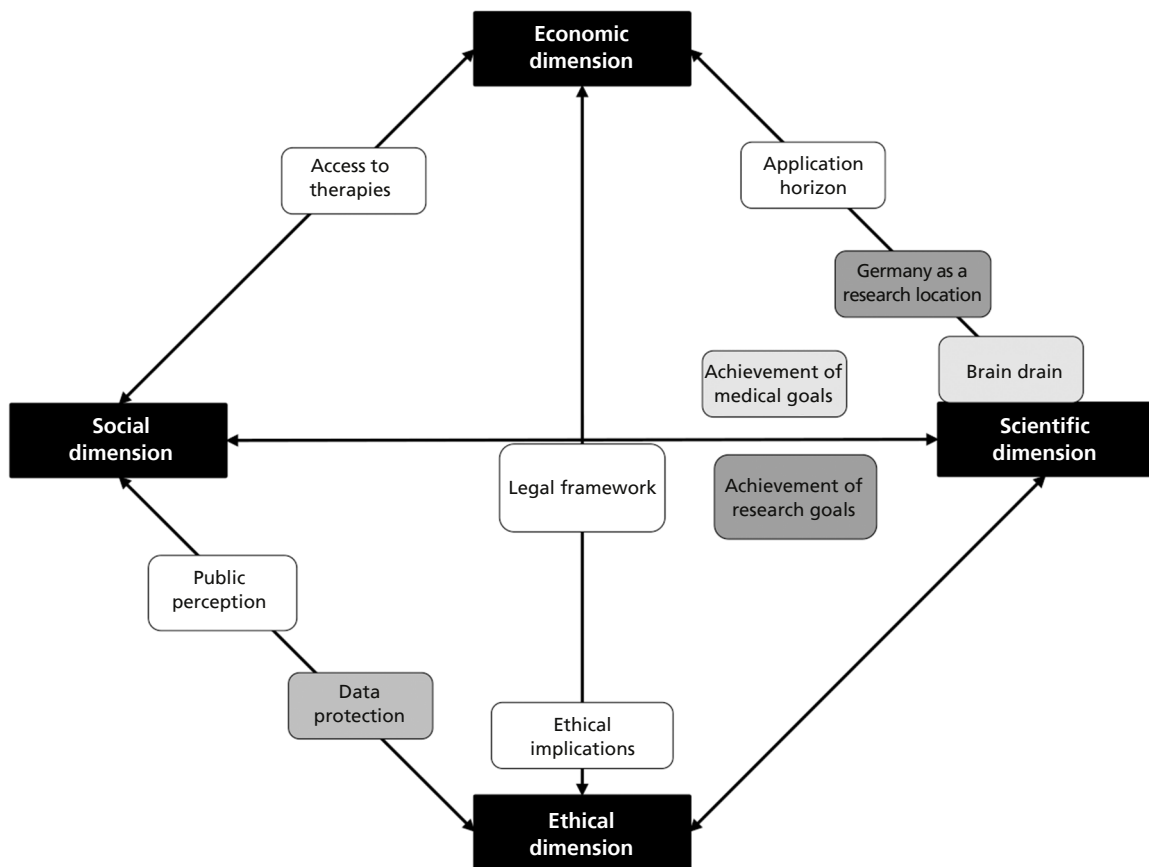 Economic
dimension
Access to
therapies
Application
horizon
Germany as a
research location
Achievement of
medical goals
Brain drain
Social
dimension
Scientific
dimension
Legal framework
Achievement of
research goals
Public
perception
Data
protection
Ethical
implications
Ethical
dimension